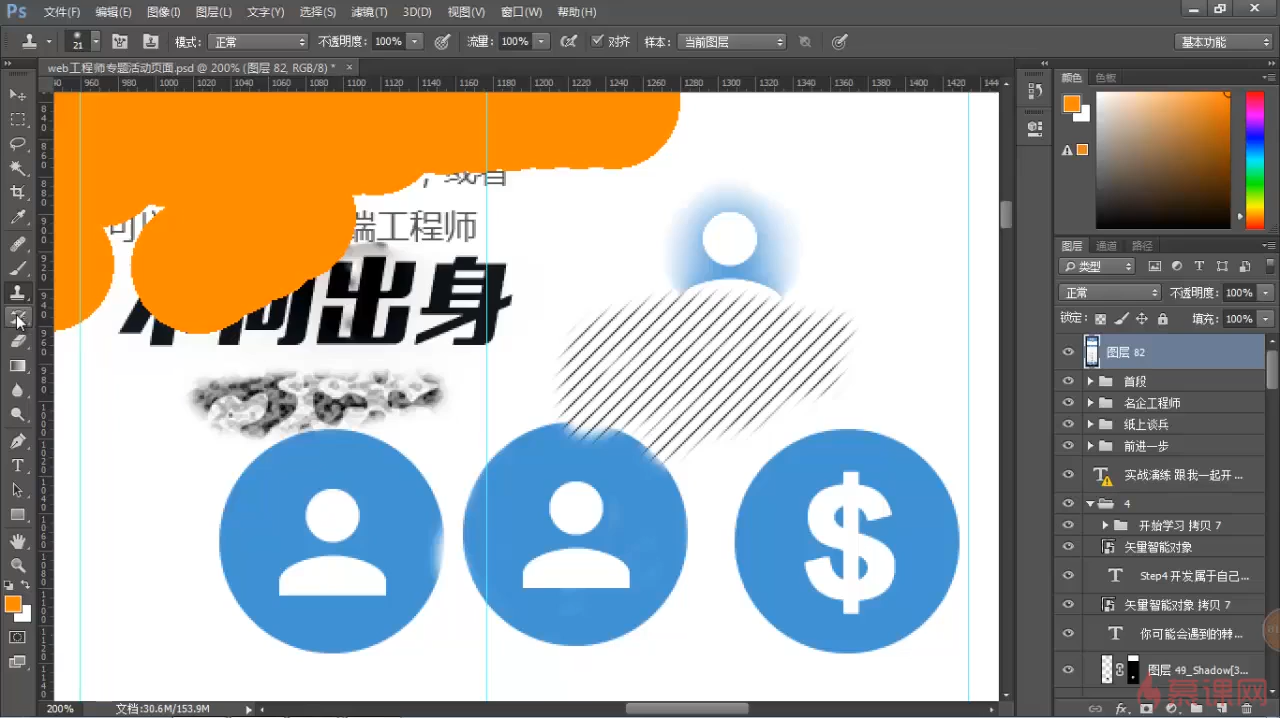 Ps 文件(F) 编辑(E) 图像(I) 图层(L) 文字(Y) 选择(S) 滤镜(T) 3D(D) 视图(V) 窗口(W) 帮助(H)
21 模式: 正常 不透明度: 100% 流量: 100% 对齐 样本: 当前图层 基本功能
web工程师专题活动页面.psd @ 200% (图层 82, RGB/8) * ×
960 980 1000 1020 1040 1060 1080 1100 1120 1140 1160 1180 1200 1220 1240 1260 1280 1300 1320 1340 1360 1380 1400 1420 144
颜色 色板
端工程师
出身
$
图层 通道 路径
类型
正常 不透明度: 100%
锁定: 填充: 100%
图层 82
首段
名企工程师
纸上谈兵
前进一步
实战演练 跟我一起开 ...
4
开始学习 拷贝 7
矢量智能对象
Step4 开发属于自己...
矢量智能对象 拷贝 7
你可能会遇到的棘...
图层 49_Shadow[3...
fx
慕课网
200% 文档:30.6M/153.9M